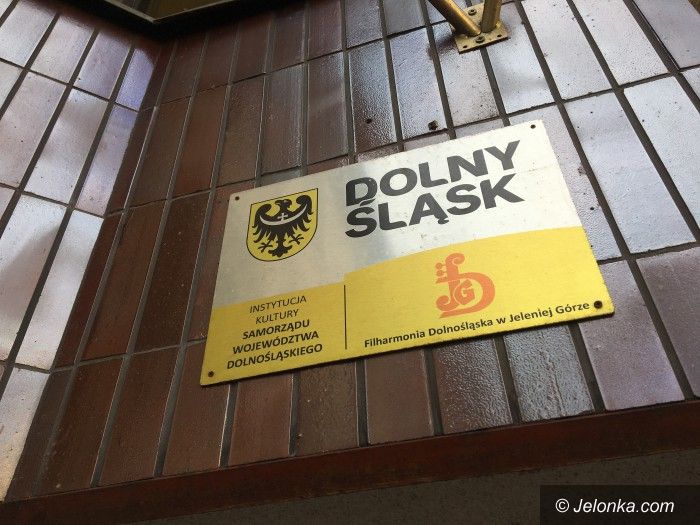 DOLNY
ŚLĄSK
INSTYTUCJA
KULTURY
SAMORZĄDU
WOJEWÓDZTWA
DOLNOŚLĄSKIEGO
Filharmonia Dolnośląska w Jeleniej Górze
© Jelonka.com